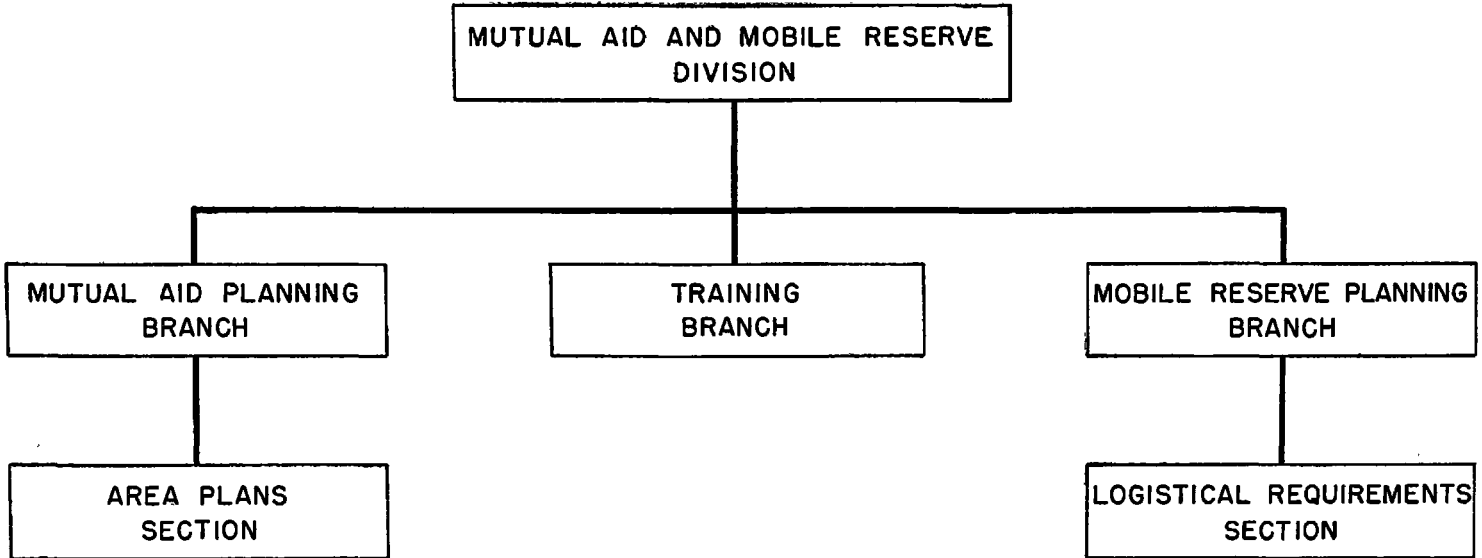 MUTUAL AID AND MOBILE RESERVE
DIVISION
MUTUAL AID PLANNING
BRANCH
TRAINING
BRANCH
MOBILE RESERVE PLANNING
BRANCH
AREA PLANS
SECTION
LOGISTICAL REQUIREMENTS
SECTION